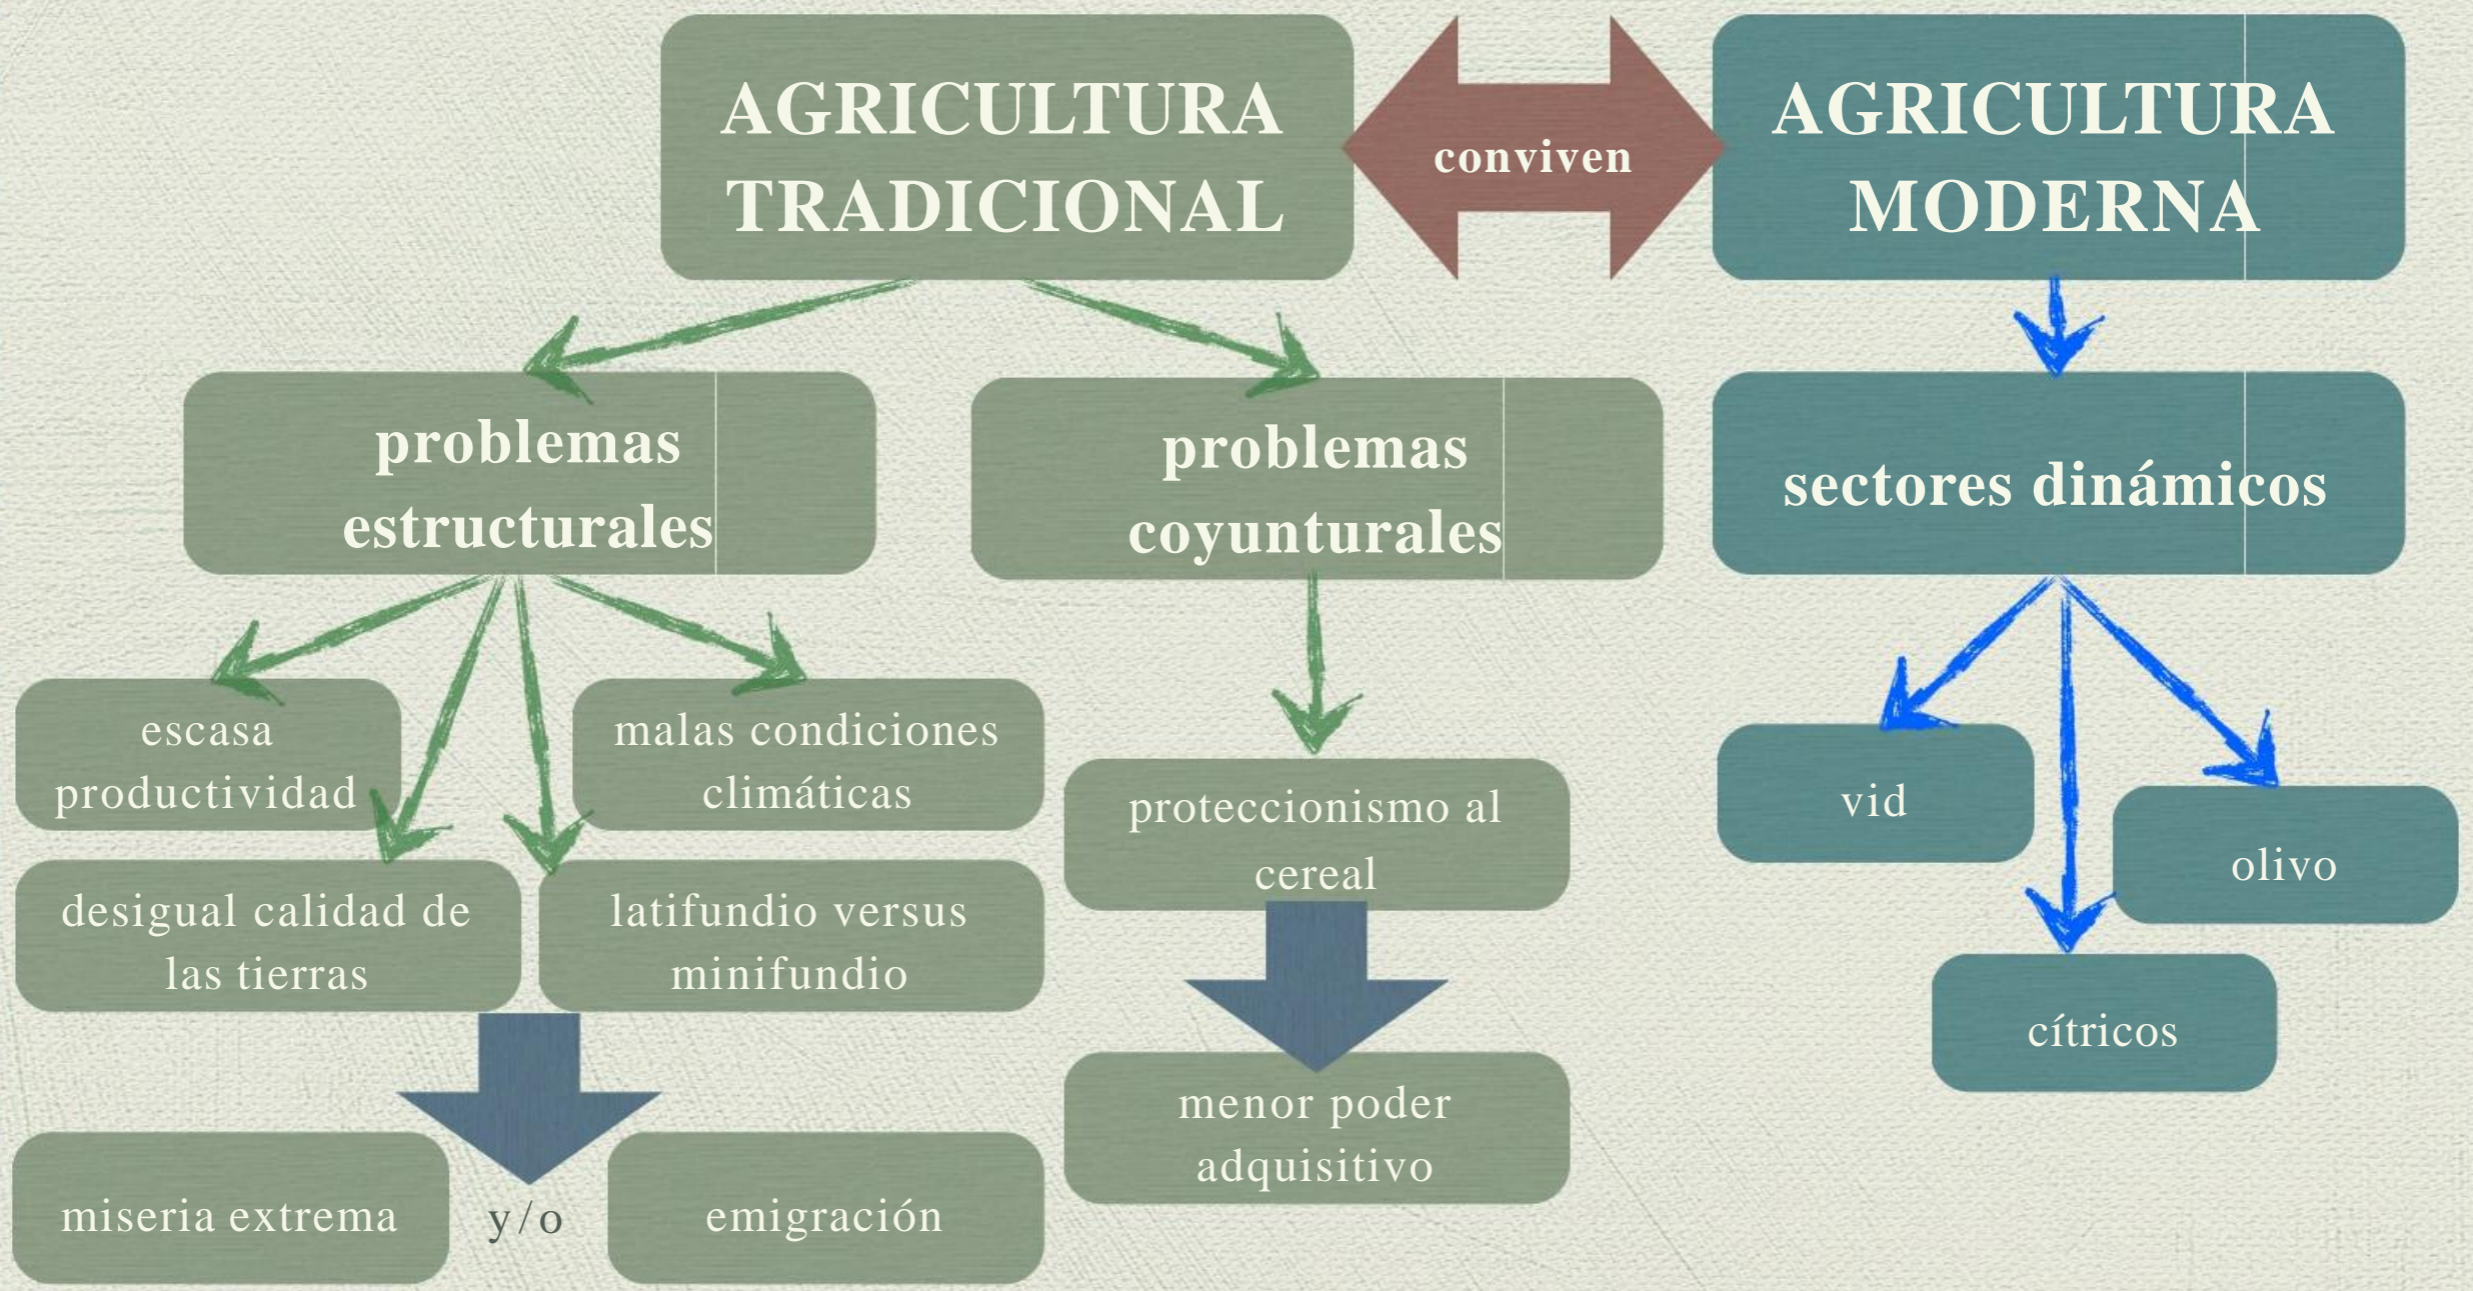 AGRICULTURA
TRADICIONAL
conviven
AGRICULTURA
MODERNA
problemas
estructurales
problemas
coyunturales
sectores dinámicos
escasa
productividad
malas condiciones
climáticas
desigual calidad de
las tierras
latifundio versus
minifundio
miseria extrema
y/o
emigración
proteccionismo al
cereal
menor poder
adquisitivo
vid
olivo
cítricos